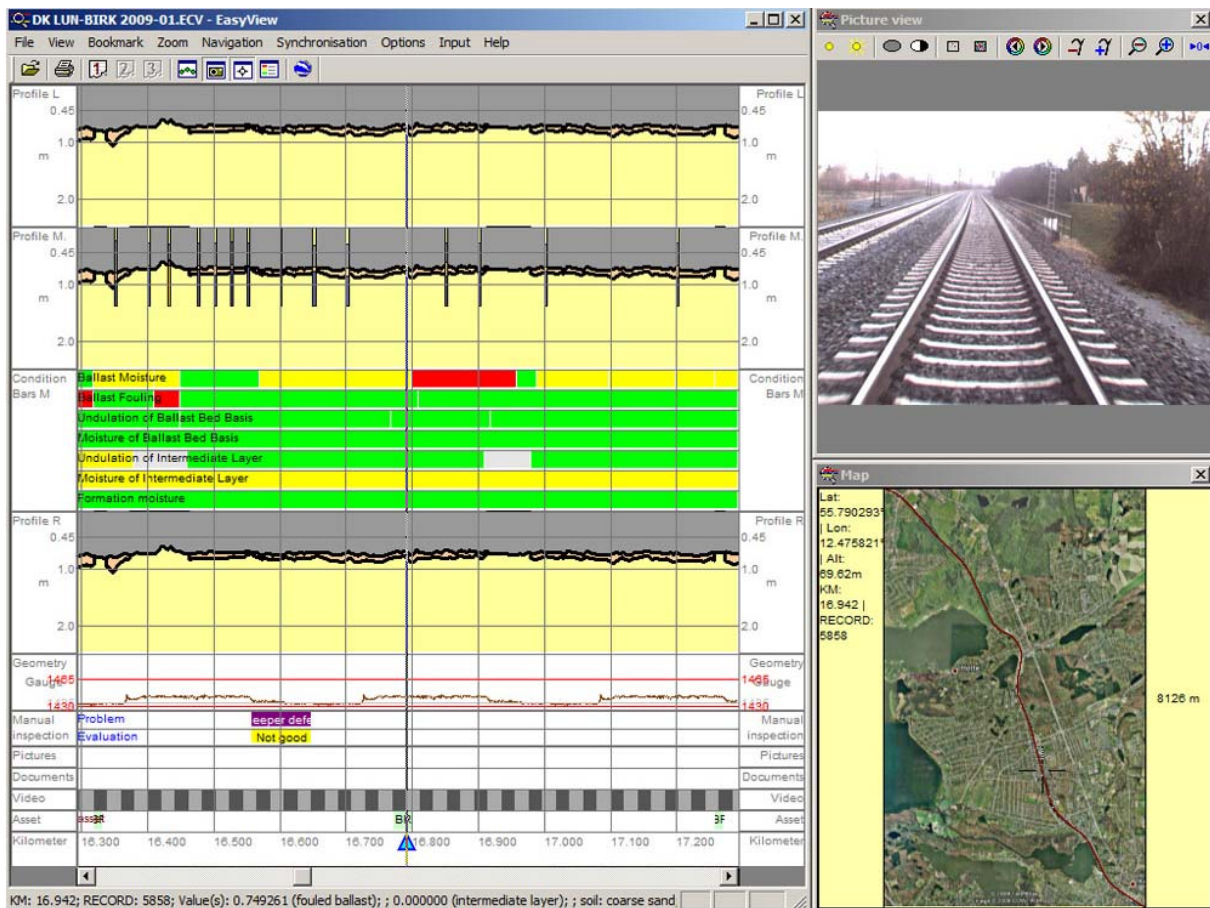 DK LUN-BIRK 2009-01.ECV - EasyView
File View Bookmark Zoom Navigation Synchronisation Options Input Help
1. 2. 3.
Profile L Profile L
0.45 0.45
1.0 1.0
m m
2.0 2.0
Profile M. Profile M.
0.45 0.45
1.0 1.0
m m
2.0 2.0
Condition Ballast Moisture Condition
Bars M Ballast Fouling Bars M
Undulation of Ballast Bed Basis
Moisture of Ballast Bed Basis
Undulation of Intermediate Layer
Moisture of Intermediate Layer
Formation moisture
Profile R Profile R
0.45 0.45
1.0 1.0
m m
2.0 2.0
Geometry Geometry
Gauge 1465 1465 Gauge
1430 1430
Manual Problem eeper defe Manual
inspection Evaluation Not good inspection
Pictures Pictures
Documents Documents
Video Video
Asset Asset
Kilometer 16.300 16.400 16.500 16.600 16.700 16.800 16.900 17.000 17.100 17.200 Kilometer
KM: 16.942; RECORD: 5858; Value(s): 0.749261 (fouled ballast); ; 0.000000 (intermediate layer); ; soil: coarse sand
Picture view
Map
Lat:
55.790293°
| Lon:
12.475821°
| Alt:
69.62m
KM:
16.942 |
RECORD:
5858
Holte
8126 m